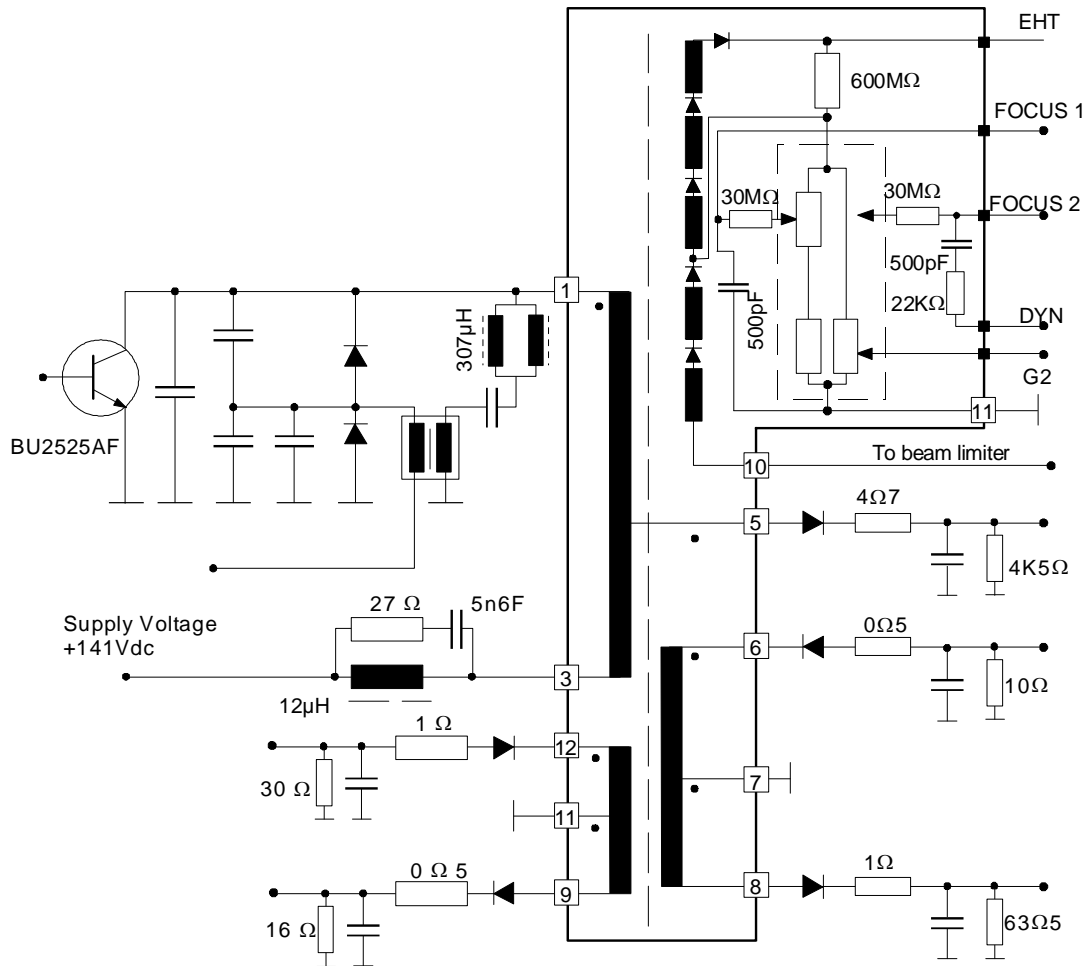 EHT
600MΩ
FOCUS 1
30MΩ
30MΩ
FOCUS 2
500pF
500pF
22KΩ
DYN
G2
11
1
307µH
BU2525AF
10
To beam limiter
5
4Ω7
4K5Ω
Supply Voltage
+141Vdc
27 Ω
5n6F
12µH
3
6
0Ω5
10Ω
1 Ω
12
30 Ω
11
7
0 Ω 5
9
16 Ω
8
1Ω
63Ω5